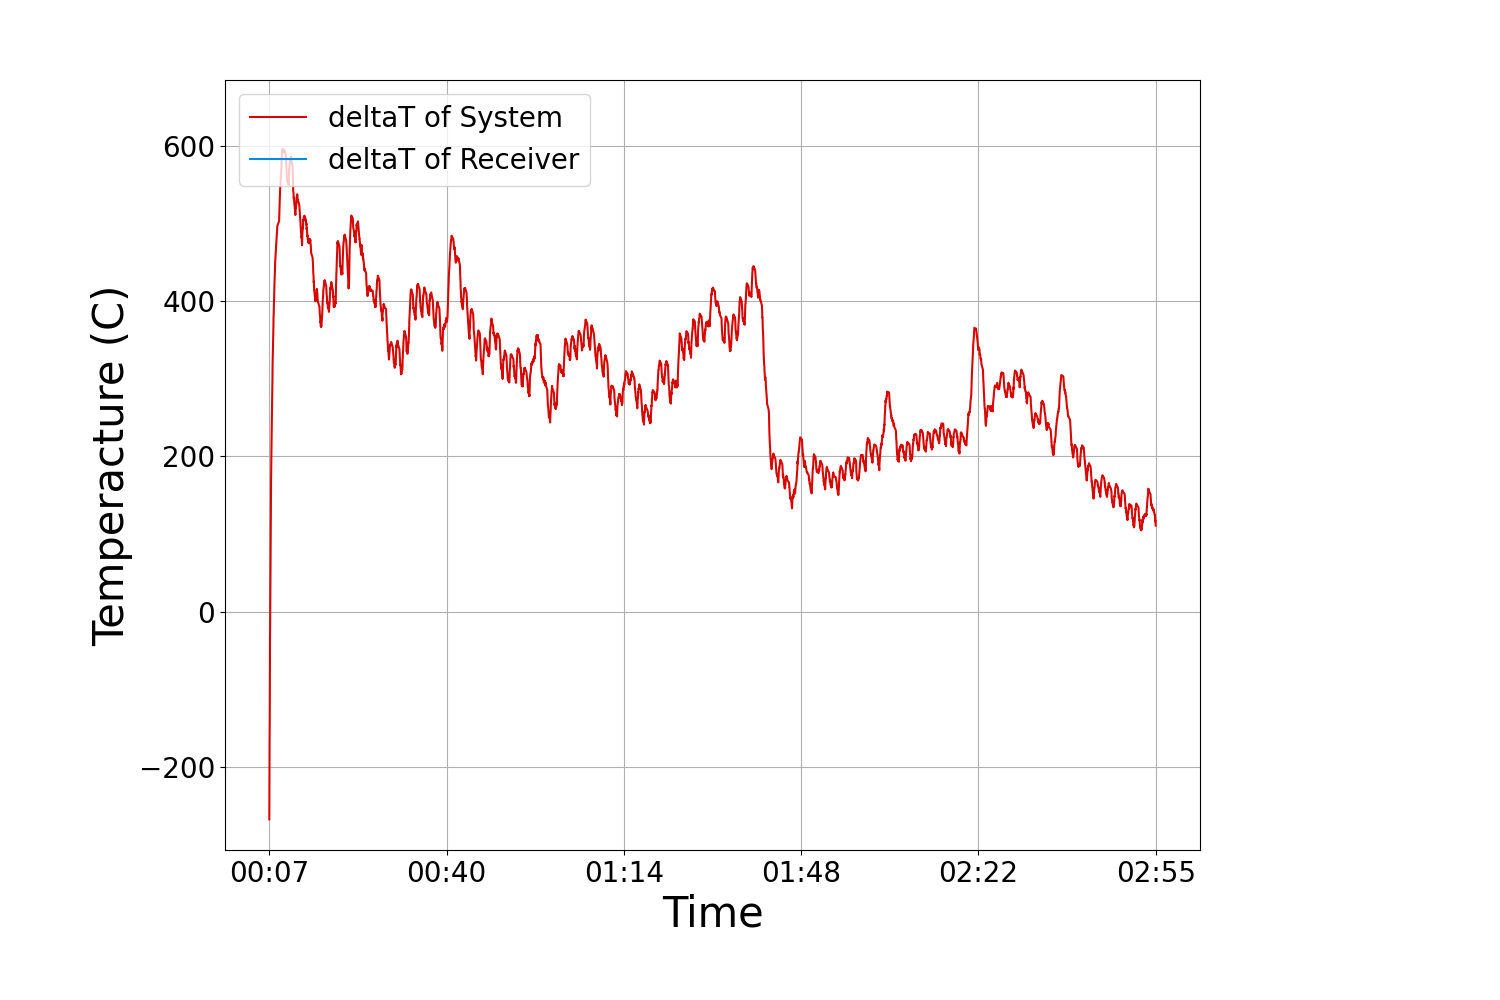 deltaT of System
deltaT of Receiver
600
400
200
0
−200
Temperacture (C)
00:07 00:40 01:14 01:48 02:22 02:55
Time